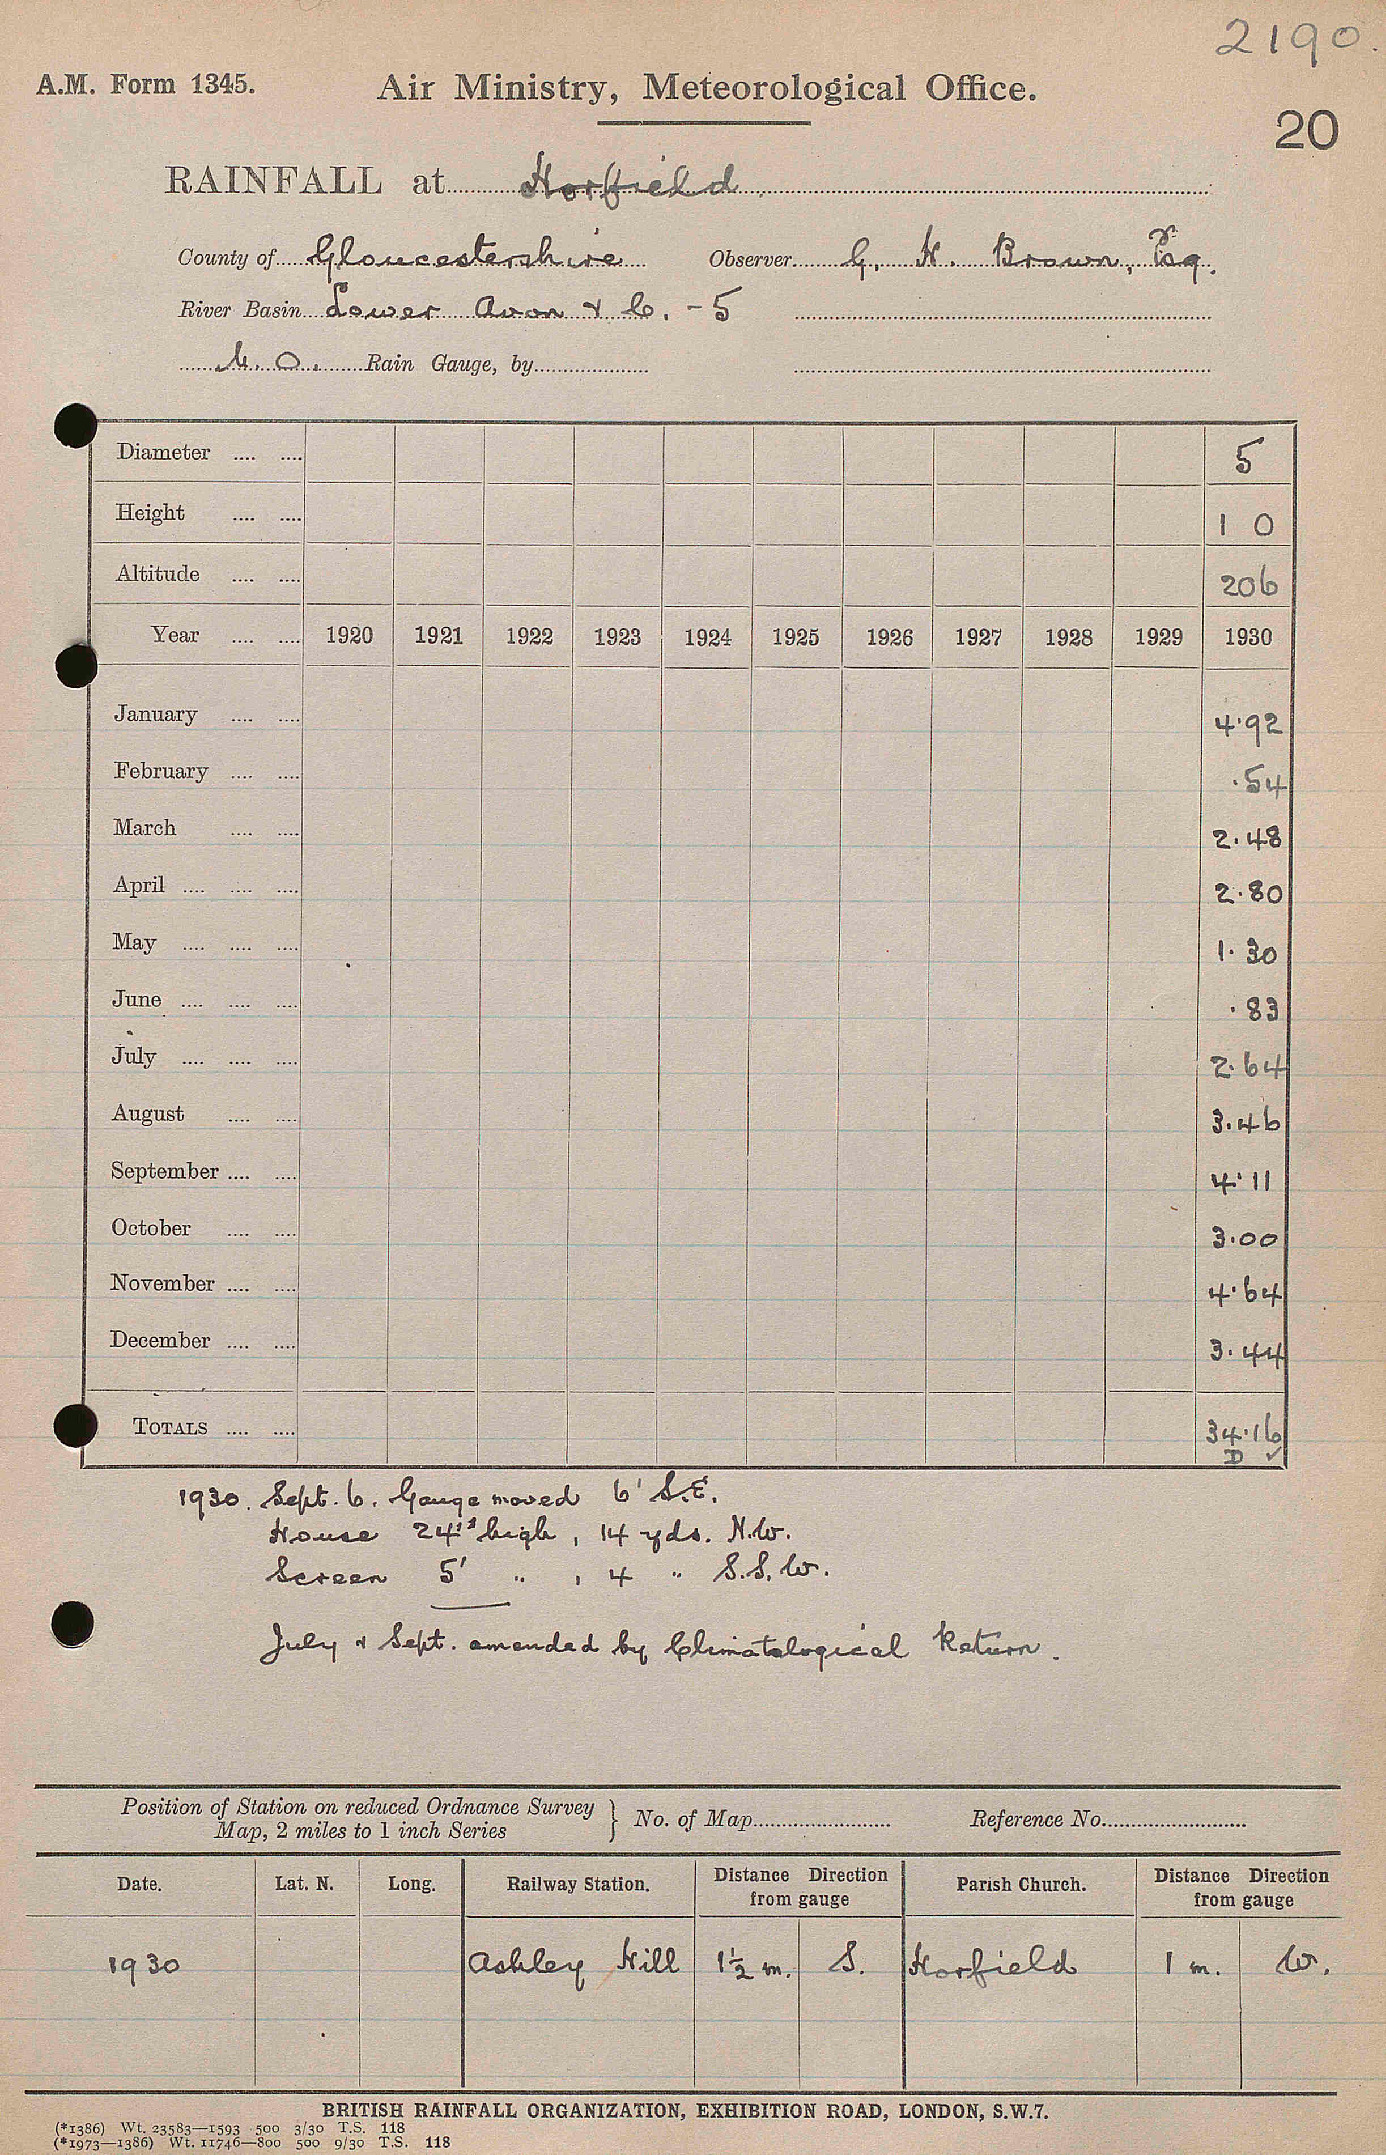 2190.
A.M. Form 1345. Air Ministry, Meteorological Office.
20
RAINFALL at Horfield.
County of Gloucestershire Observer G. H. Brown, Esqr.
River Basin Lower Avon & C. - 5
M.O. Rain Gauge, by
Diameter .... .... 5
Height .... .... 1 0
Altitude .... .... 206
Year .... .... 1920 1921 1922 1923 1924 1925 1926 1927 1928 1929 1930
January .... .... 4.92
February .... .... .54
March .... .... 2.48
April .... .... .... 2.80
May .... .... .... 1.30
June .... .... .... .83
July .... .... .... 2.64
August .... .... 3.46
September .... .... 4.11
October .... .... 3.00
November .... .... 4.64
December .... .... 3.44
TOTALS .... .... 34.16
D ✓
1930. Sept. 6. Gauge moved 6' S.E.
House 24' high, 14 yds. N.W.
Screen 5' " , 4 " S.S.W.
July & Sept. amended by Climatological Return.
Position of Station on reduced Ordnance Survey
Map, 2 miles to 1 inch Series } No. of Map Reference No.
Date. Lat. N. Long. Railway Station. Distance Direction from gauge Parish Church. Distance Direction from gauge
1930 Ashley Hill 1½ m. S. Horfield 1 m. W.
BRITISH RAINFALL ORGANIZATION, EXHIBITION ROAD, LONDON, S.W.7.
(*1386) Wt. 23583—1593 500 3/30 T.S. 118
(*1973—1386) Wt. 11746—800 500 9/30 T.S. 118